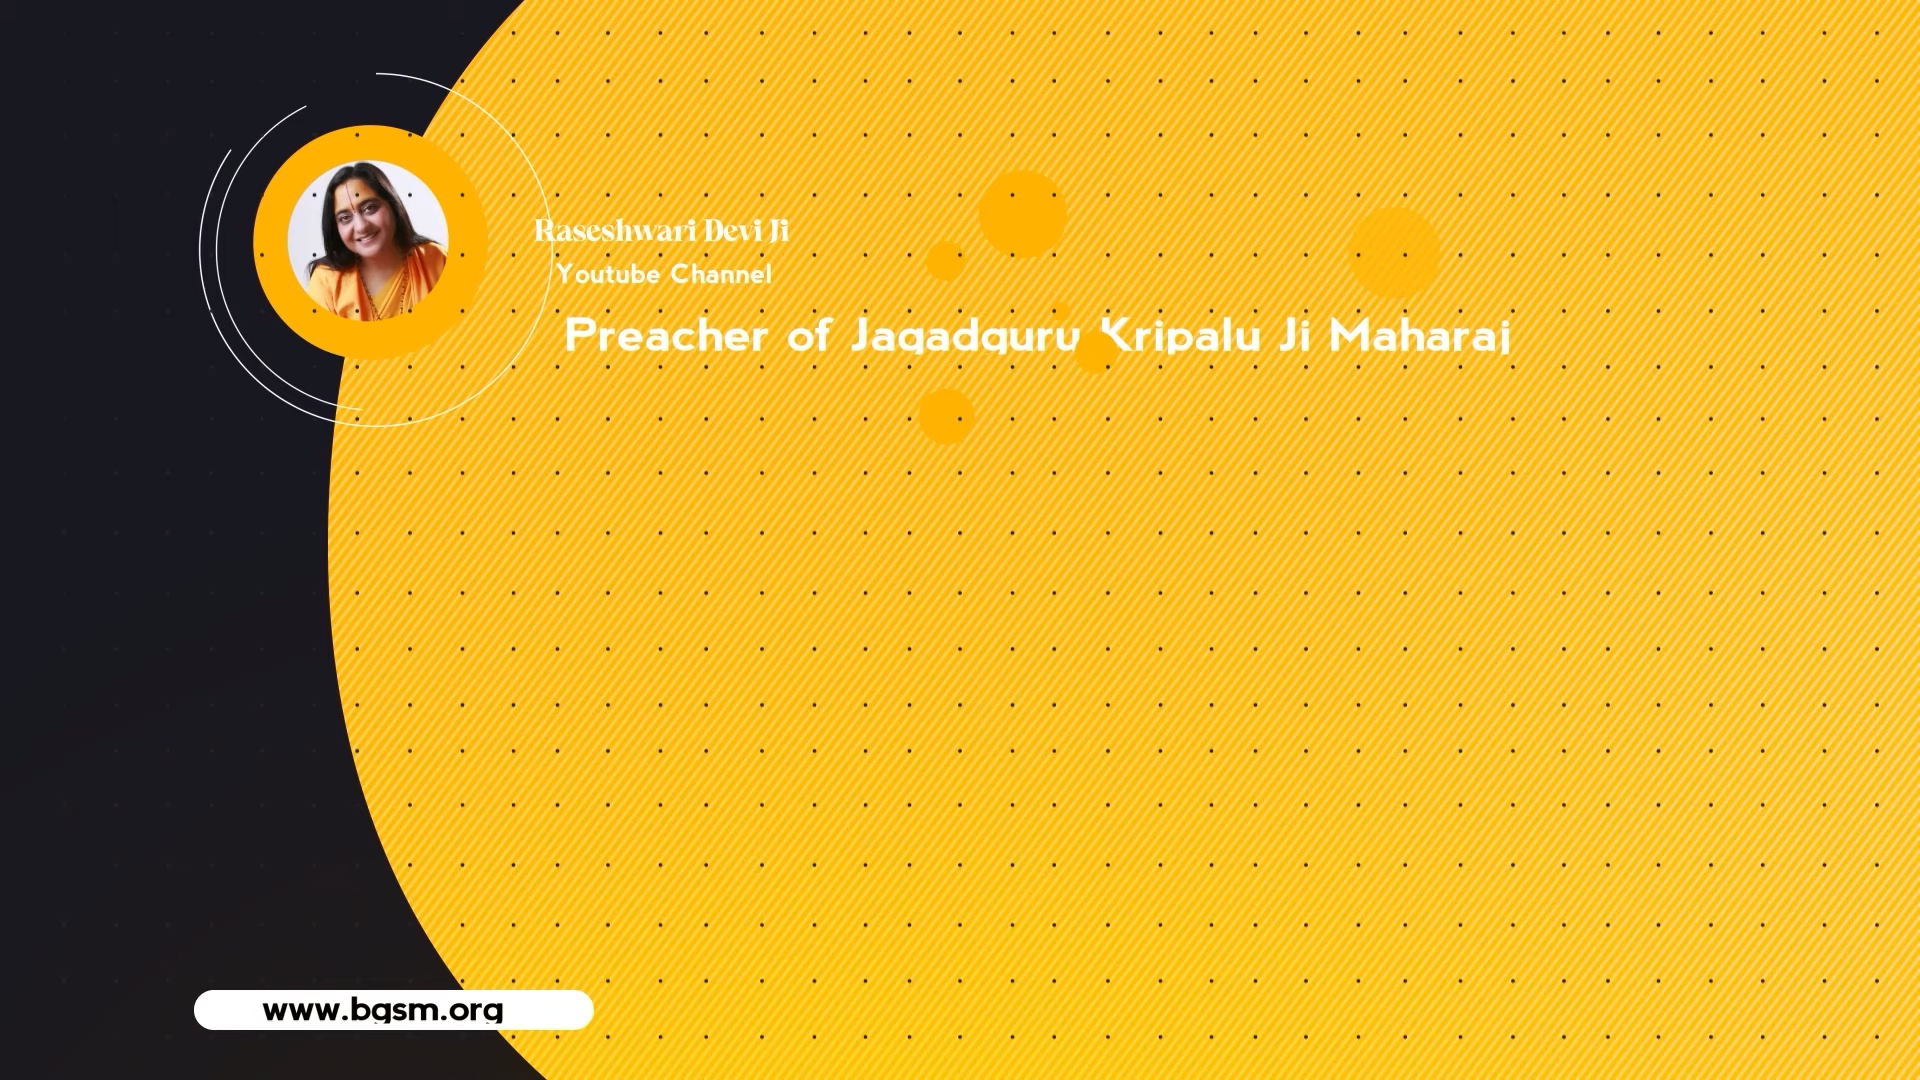 Raseshwari Devi Ji
Youtube Channel
Preacher of Jagadguru Kripalu Ji Maharaj
www.bgsm.org